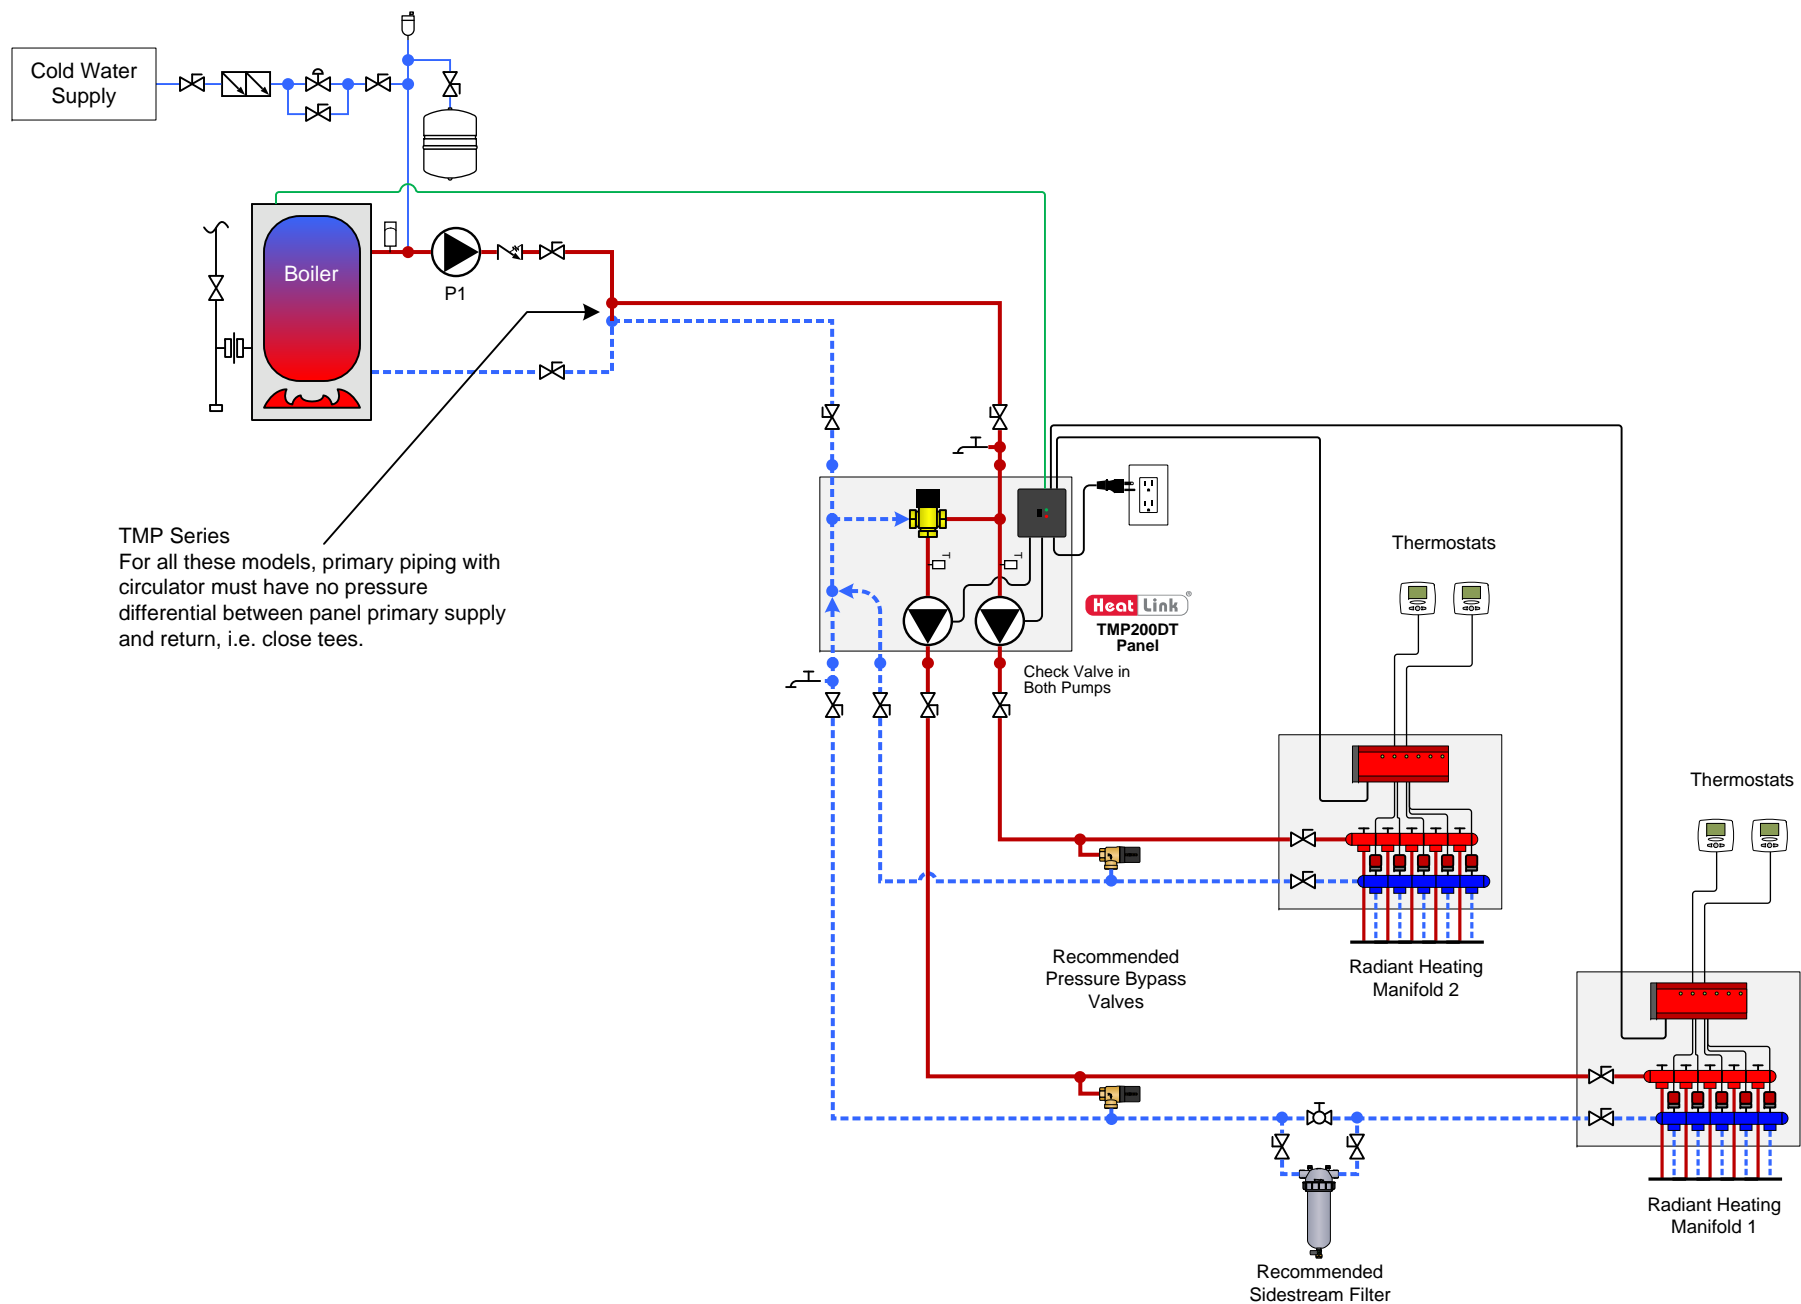 Cold Water
Supply
Boiler
P1
TMP Series
For all these models, primary piping with
circulator must have no pressure
differential between panel primary supply
and return, i.e. close tees.
T
T
Heat Link®
TMP200DT
Panel
Check Valve in
Both Pumps
Thermostats
Thermostats
Recommended
Pressure Bypass
Valves
Radiant Heating
Manifold 2
Radiant Heating
Manifold 1
Recommended
Sidestream Filter